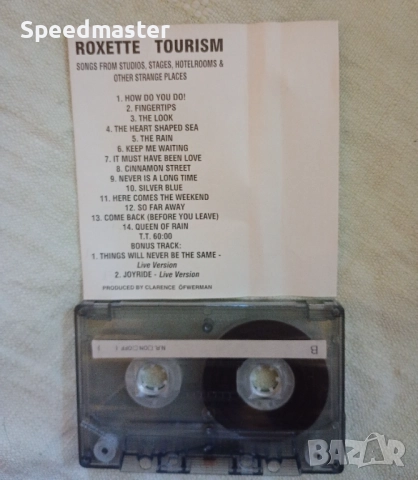 Speedmaster
ROXETTE TOURISM
SONGS FROM STUDIOS, STAGES, HOTELROOMS &
OTHER STRANGE PLACES
1. HOW DO YOU DO!
2. FINGERTIPS
3. THE LOOK
4. THE HEART SHAPED SEA
5. THE RAIN
6. KEEP ME WAITING
7. IT MUST HAVE BEEN LOVE
8. CINNAMON STREET
9. NEVER IS A LONG TIME
10. SILVER BLUE
11. HERE COMES THE WEEKEND
12. SO FAR AWAY
13. COME BACK (BEFORE YOU LEAVE)
14. QUEEN OF RAIN
T.T. 60:00
BONUS TRACK:
1. THINGS WILL NEVER BE THE SAME -
Live Version
2. JOYRIDE - Live Version
PRODUCED BY CLARENCE ÖFWERMAN
B
BAZAR